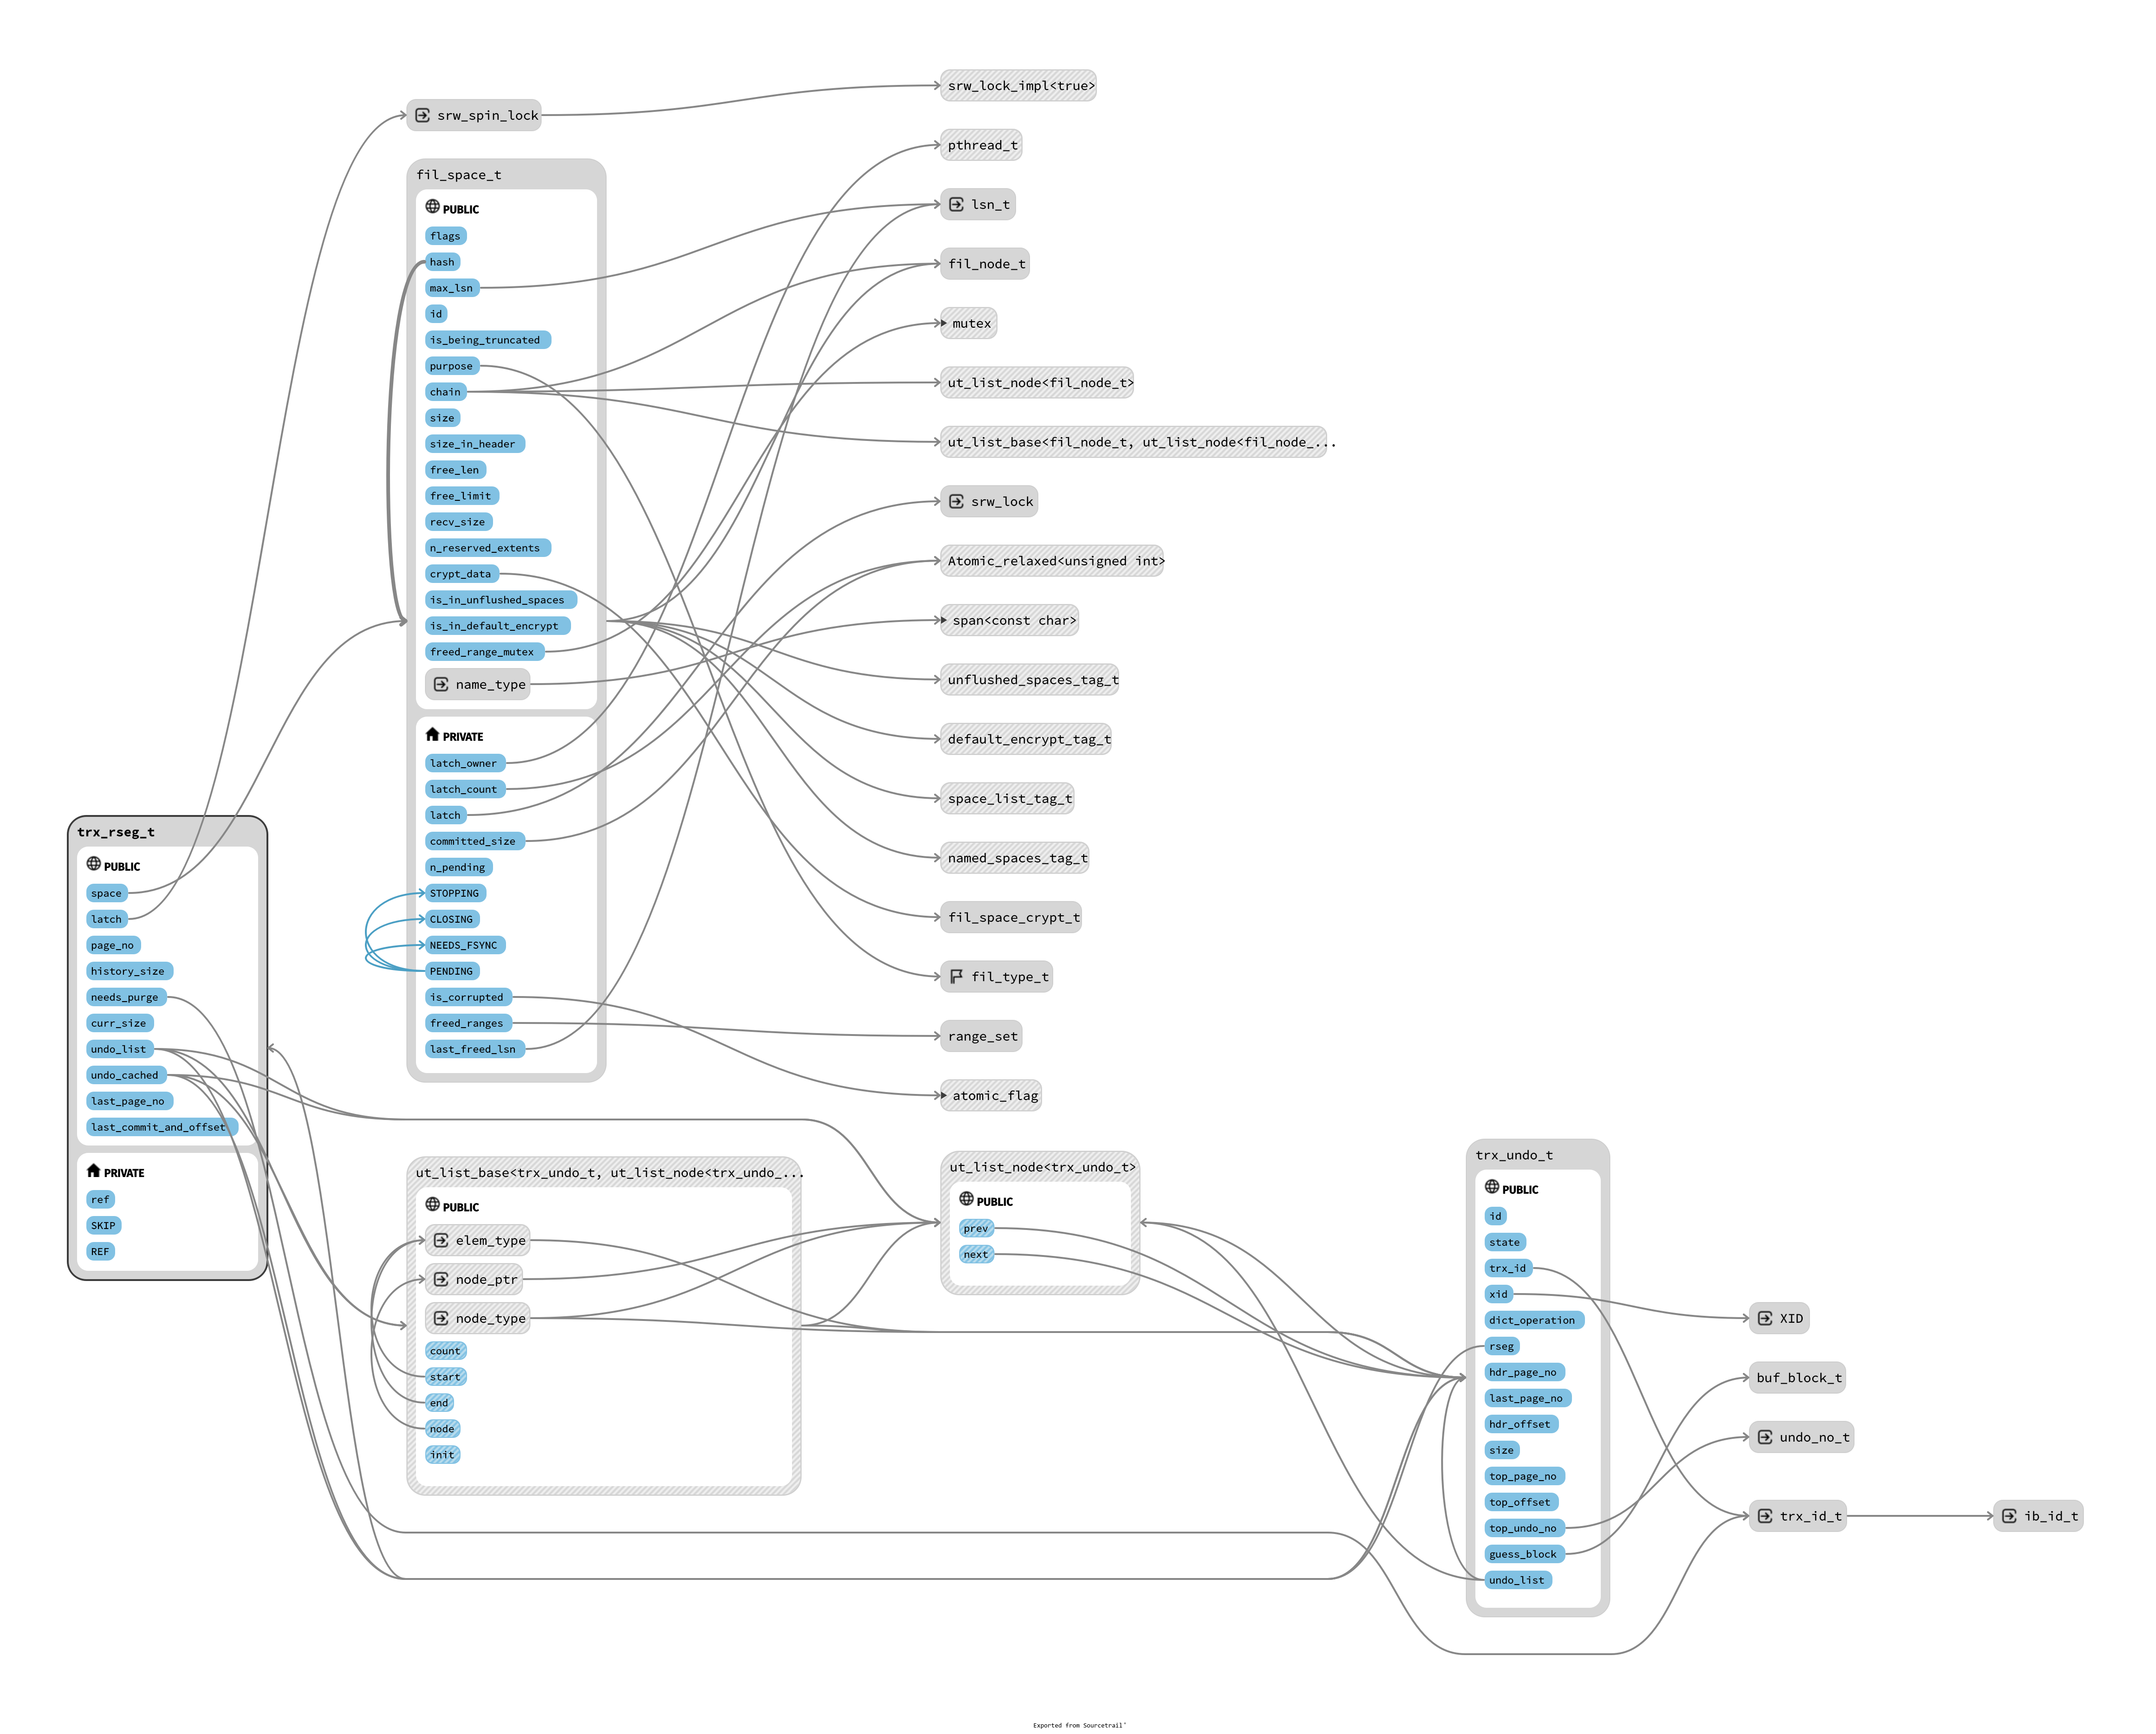 srw_spin_lock
fil_space_t
PUBLIC
flags
hash
max_lsn
id
is_being_truncated
purpose
chain
size
size_in_header
free_len
free_limit
recv_size
n_reserved_extents
crypt_data
is_in_unflushed_spaces
is_in_default_encrypt
freed_range_mutex
name_type
PRIVATE
latch_owner
latch_count
latch
committed_size
n_pending
STOPPING
CLOSING
NEEDS_FSYNC
PENDING
is_corrupted
freed_ranges
last_freed_lsn
trx_rseg_t
PUBLIC
space
latch
page_no
history_size
needs_purge
curr_size
undo_list
undo_cached
last_page_no
last_commit_and_offset
PRIVATE
ref
SKIP
REF
srw_lock_impl<true>
pthread_t
lsn_t
fil_node_t
mutex
ut_list_node<fil_node_t>
ut_list_base<fil_node_t, ut_list_node<fil_node_...
srw_lock
Atomic_relaxed<unsigned int>
span<const char>
unflushed_spaces_tag_t
default_encrypt_tag_t
space_list_tag_t
named_spaces_tag_t
fil_space_crypt_t
fil_type_t
range_set
atomic_flag
ut_list_base<trx_undo_t, ut_list_node<trx_undo_...
PUBLIC
elem_type
node_ptr
node_type
count
start
end
node
init
ut_list_node<trx_undo_t>
PUBLIC
prev
next
trx_undo_t
PUBLIC
id
state
trx_id
xid
dict_operation
rseg
hdr_page_no
last_page_no
hdr_offset
size
top_page_no
top_offset
top_undo_no
guess_block
undo_list
XID
buf_block_t
undo_no_t
trx_id_t
ib_id_t
Exported from Sourcetrail